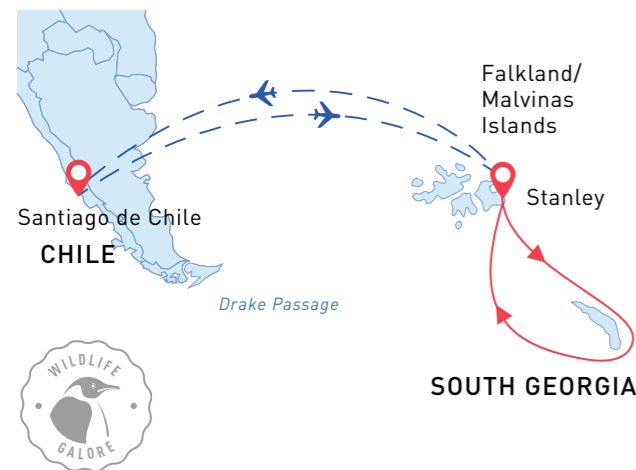 Falkland/
Malvinas
Islands
Stanley
Santiago de Chile
CHILE
Drake Passage
SOUTH GEORGIA
WILDLIFE
GALORE